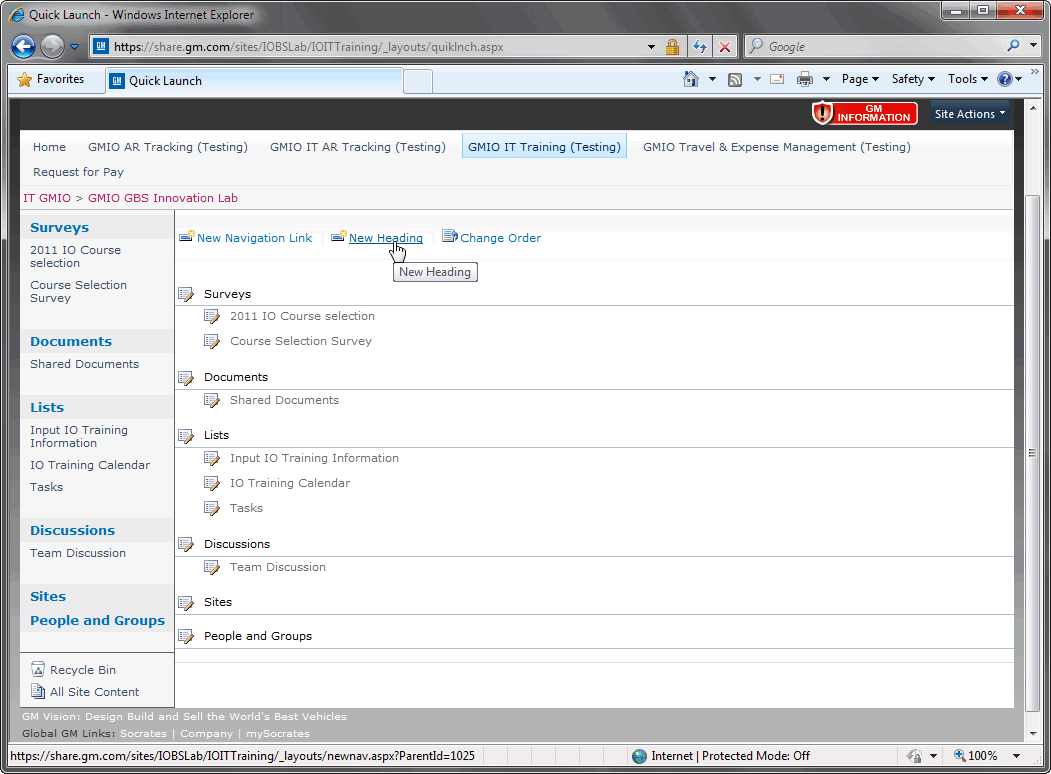 Quick Launch - Windows Internet Explorer
GM https://share.gm.com/sites/IOBSLab/IOITTraining/_layouts/quiklnch.aspx Google
Favorites GM Quick Launch Page Safety Tools
GM
INFORMATION
Site Actions
Home GMIO AR Tracking (Testing) GMIO IT AR Tracking (Testing) GMIO IT Training (Testing) GMIO Travel & Expense Management (Testing)
Request for Pay
IT GMIO > GMIO GBS Innovation Lab
Surveys
2011 IO Course
selection
Course Selection
Survey
Documents
Shared Documents
Lists
Input IO Training
Information
IO Training Calendar
Tasks
Discussions
Team Discussion
Sites
People and Groups
Recycle Bin
All Site Content
New Navigation Link New Heading Change Order
New Heading
Surveys
2011 IO Course selection
Course Selection Survey
Documents
Shared Documents
Lists
Input IO Training Information
IO Training Calendar
Tasks
Discussions
Team Discussion
Sites
People and Groups
GM Vision: Design Build and Sell the World's Best Vehicles
Global GM Links: Socrates | Company | mySocrates
https://share.gm.com/sites/IOBSLab/IOITTraining/_layouts/newnav.aspx?ParentId=1025 Internet | Protected Mode: Off 100%